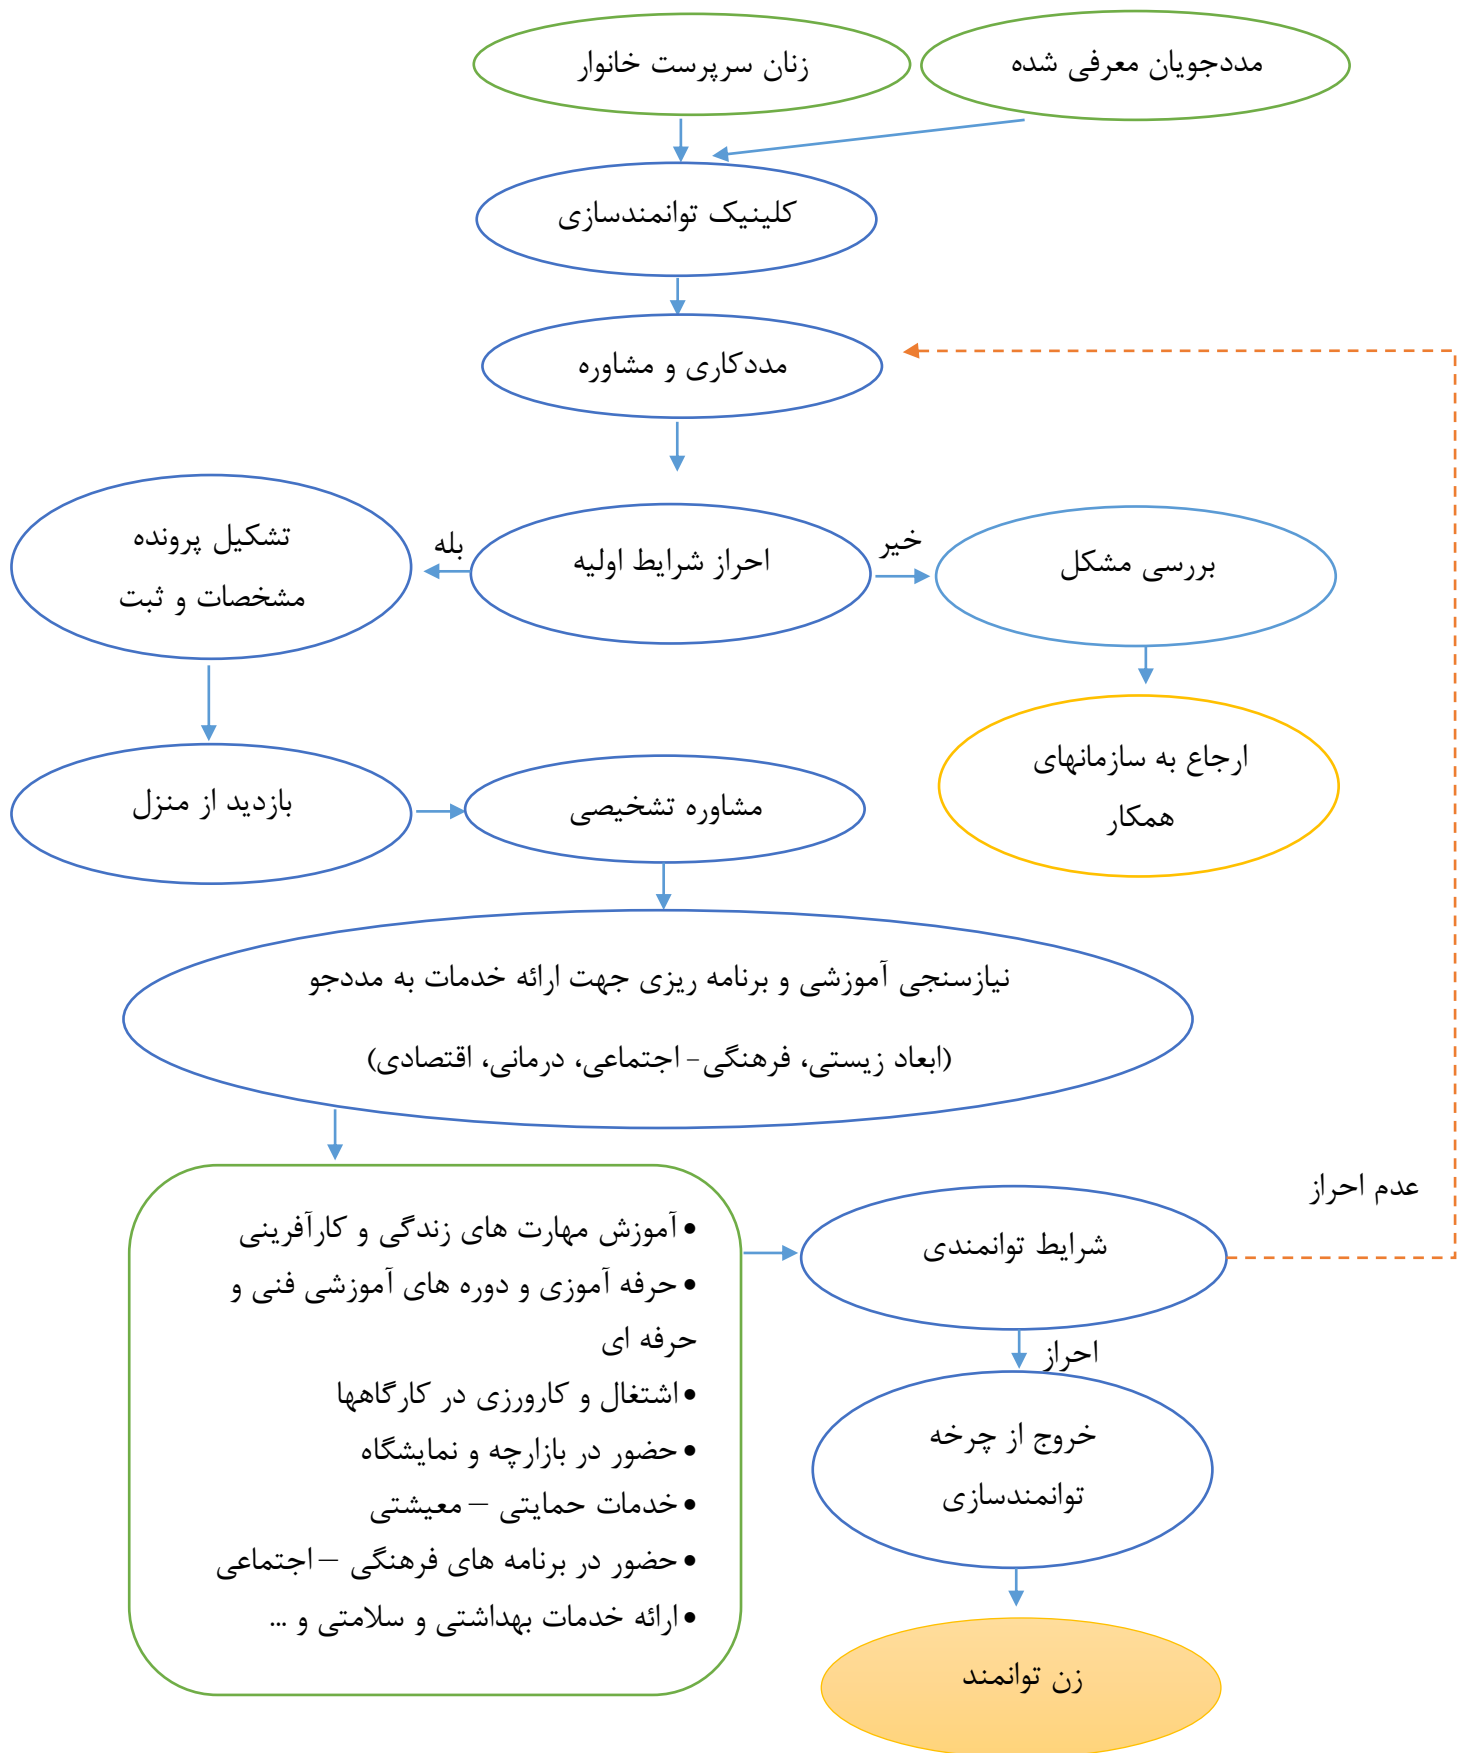 مددجویان معرفی شده
زنان سرپرست خانوار
کلینیک توانمندسازی
مددکاری و مشاوره
احراز شرایط اولیه
خیر
بله
بررسی مشکل
ارجاع به سازمانهای
همکار
تشکیل پرونده
مشخصات و ثبت
بازدید از منزل
مشاوره تشخیصی
نیازسنجی آموزشی و برنامه ریزی جهت ارائه خدمات به مددجو
(ابعاد زیستی، فرهنگی- اجتماعی، درمانی، اقتصادی)
• آموزش مهارت های زندگی و کارآفرینی
• حرفه آموزی و دوره های آموزشی فنی و
حرفه ای
• اشتغال و کارورزی در کارگاهها
• حضور در بازارچه و نمایشگاه
• خدمات حمایتی – معیشتی
• حضور در برنامه های فرهنگی – اجتماعی
• ارائه خدمات بهداشتی و سلامتی و ...
شرایط توانمندی
عدم احراز
احراز
خروج از چرخه
توانمندسازی
زن توانمند